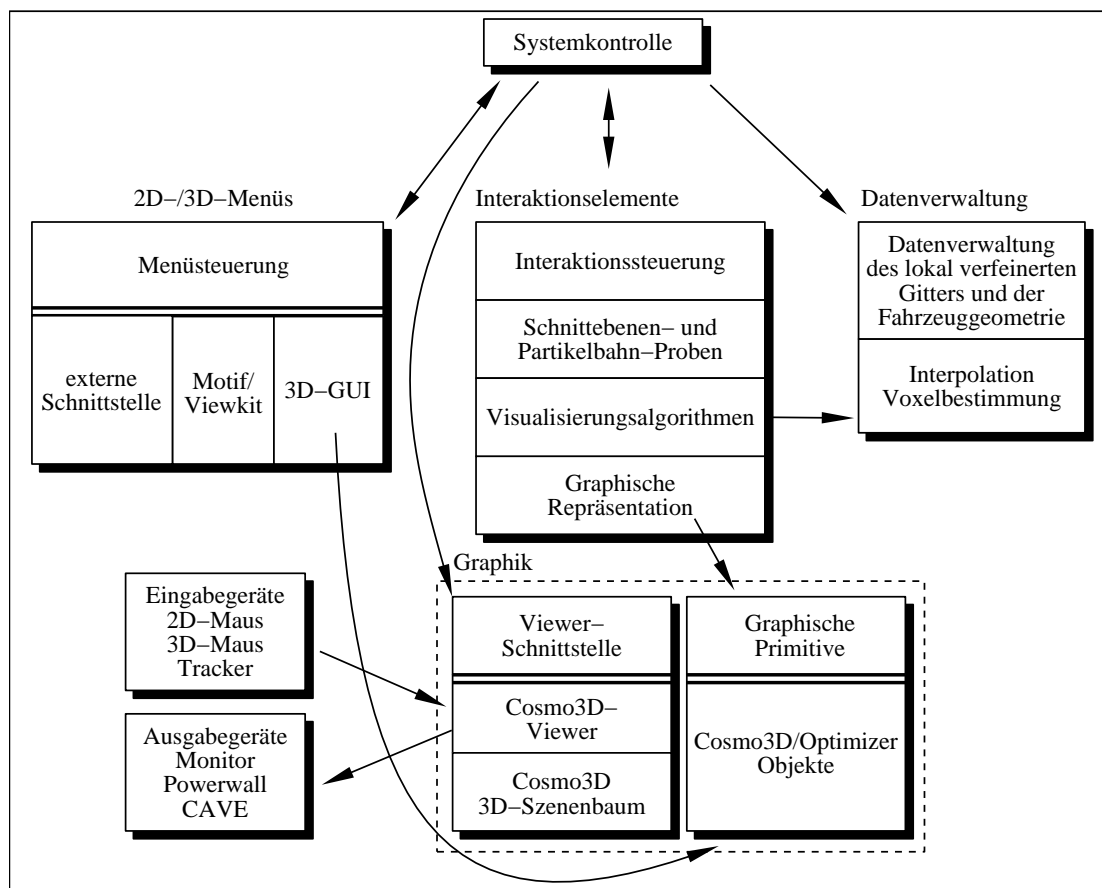 Systemkontrolle
2D–/3D–Menüs
Menüsteuerung
externe
Schnittstelle
Motif/
Viewkit
3D–GUI
Interaktionselemente
Interaktionssteuerung
Schnittebenen– und
Partikelbahn–Proben
Visualisierungsalgorithmen
Graphische
Repräsentation
Datenverwaltung
Datenverwaltung
des lokal verfeinerten
Gitters und der
Fahrzeuggeometrie
Interpolation
Voxelbestimmung
Eingabegeräte
2D–Maus
3D–Maus
Tracker
Ausgabegeräte
Monitor
Powerwall
CAVE
Graphik
Viewer–
Schnittstelle
Cosmo3D–
Viewer
Cosmo3D
3D–Szenenbaum
Graphische
Primitive
Cosmo3D/Optimizer
Objekte